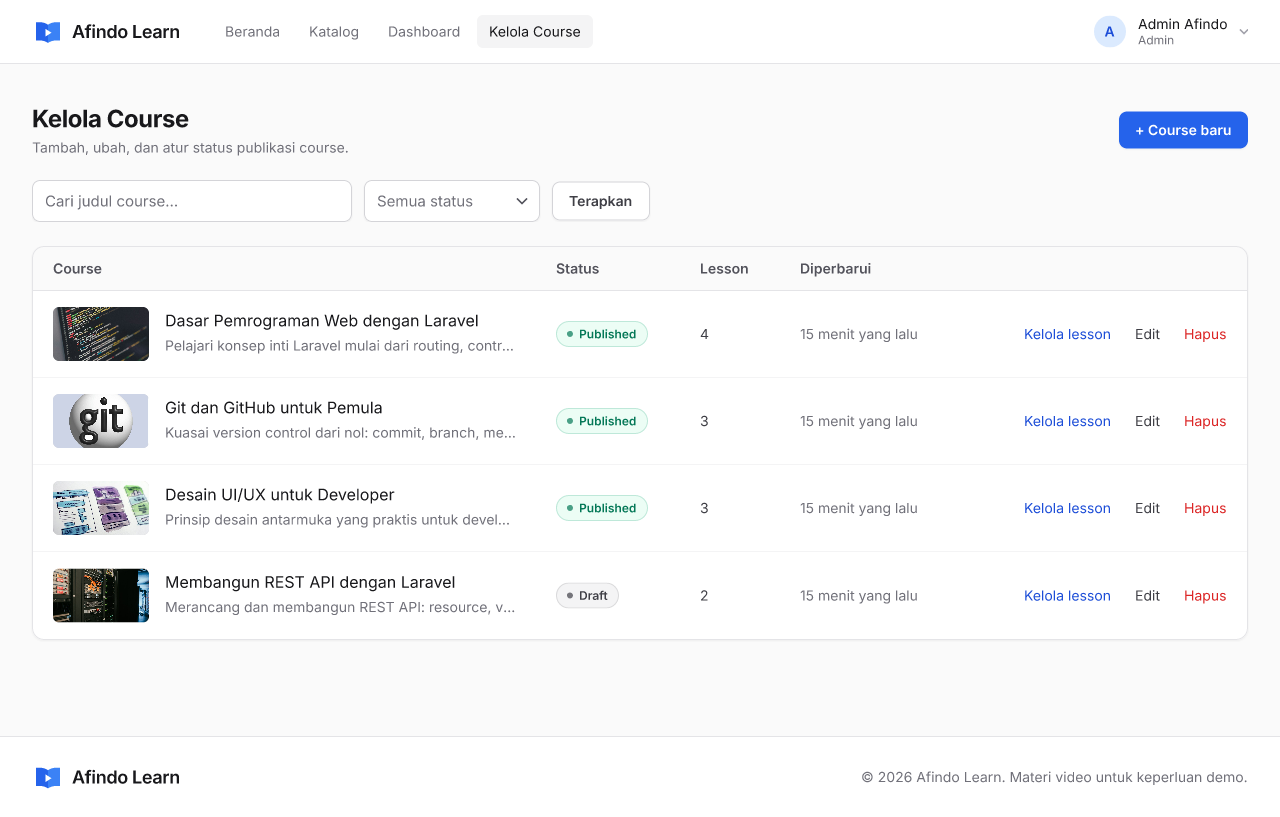 Afindo Learn
Beranda
Katalog
Dashboard
Kelola Course
A
Admin Afindo
Admin
Kelola Course
Tambah, ubah, dan atur status publikasi course.
+ Course baru
Cari judul course...
Semua status
Terapkan
Course Status Lesson Diperbarui
Dasar Pemrograman Web dengan Laravel
Pelajari konsep inti Laravel mulai dari routing, contr...
Published
4
15 menit yang lalu
Kelola lesson Edit Hapus
git
Git dan GitHub untuk Pemula
Kuasai version control dari nol: commit, branch, me...
Published
3
15 menit yang lalu
Kelola lesson Edit Hapus
Desain UI/UX untuk Developer
Prinsip desain antarmuka yang praktis untuk devel...
Published
3
15 menit yang lalu
Kelola lesson Edit Hapus
Membangun REST API dengan Laravel
Merancang dan membangun REST API: resource, v...
Draft
2
15 menit yang lalu
Kelola lesson Edit Hapus
Afindo Learn
© 2026 Afindo Learn. Materi video untuk keperluan demo.